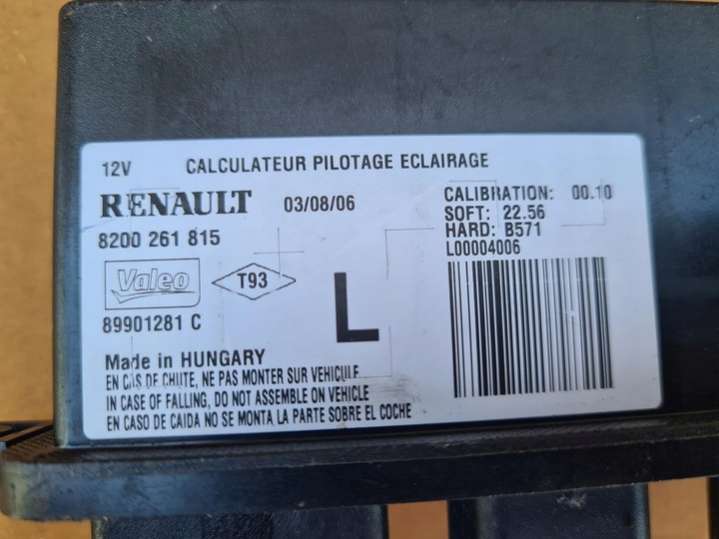 12V CALCULATEUR PILOTAGE ECLAIRAGE
RENAULT 03/08/06
8200 261 815
CALIBRATION: 00.10
SOFT: 22.56
HARD: B571
L00004006
Valeo T93
89901281 C
L
Made in HUNGARY
EN CAS DE CHUTE, NE PAS MONTER SUR VEHICULE
IN CASE OF FALLING, DO NOT ASSEMBLE ON VEHICLE
EN CASO DE CAIDA NO SE MONTA LA PARTE SOBRE EL COCHE